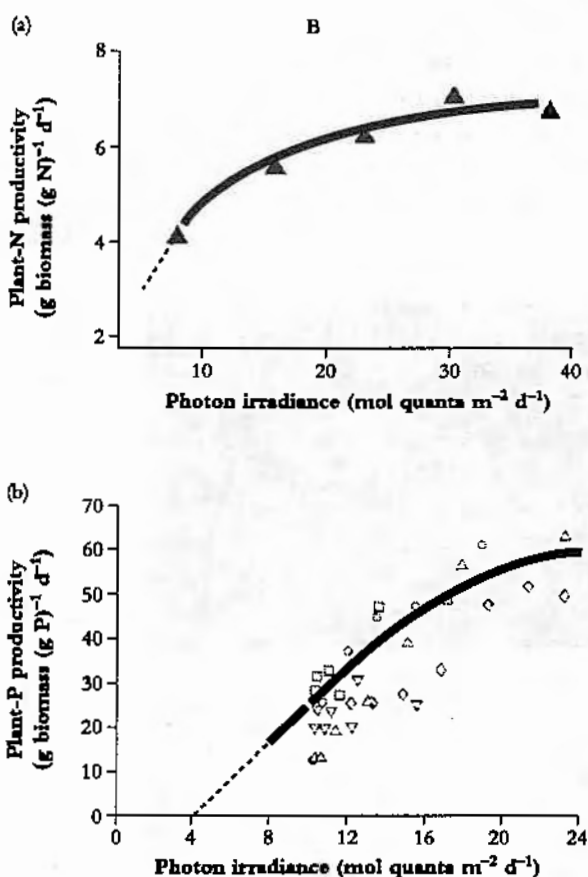 (a)
B
Plant-N productivity
(g biomass (g N)⁻¹ d⁻¹)
8
6
4
2
10 20 30 40
Photon irradiance (mol quanta m⁻² d⁻¹)
(b)
Plant-P productivity
(g biomass (g P)⁻¹ d⁻¹)
70
60
50
40
30
20
10
0
0 4 8 12 16 20 24
Photon irradiance (mol quanta m⁻² d⁻¹)